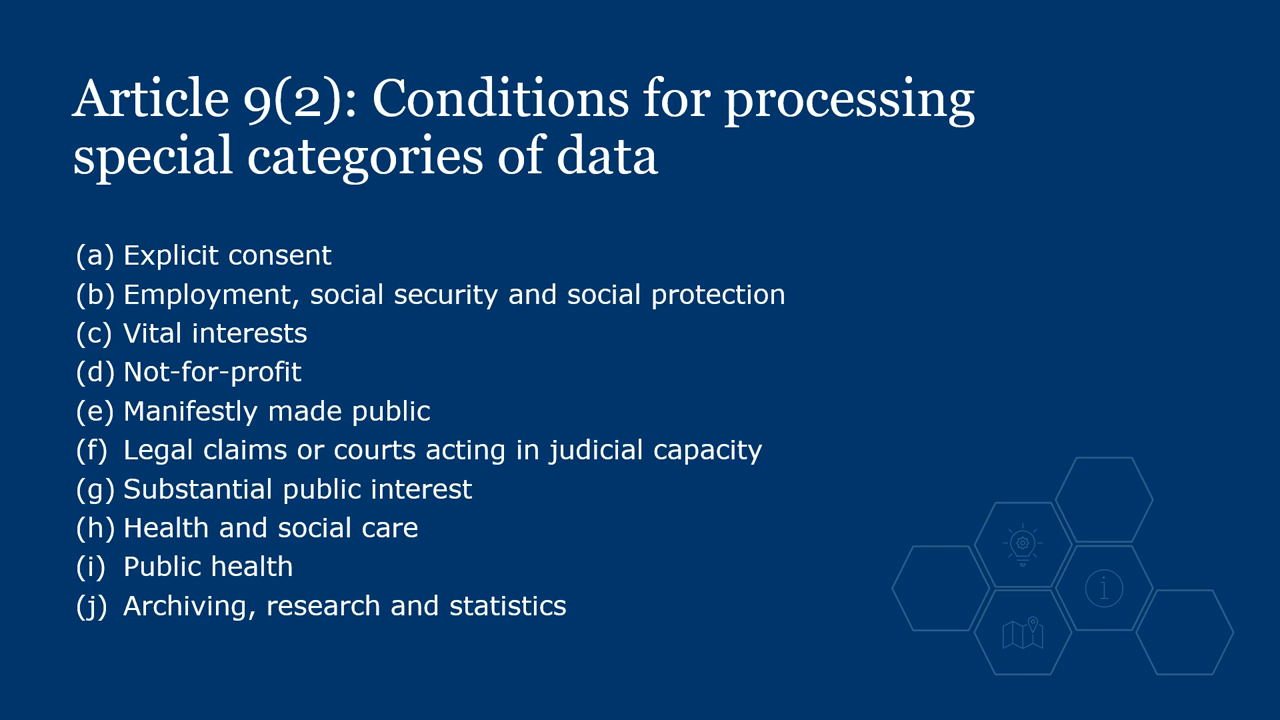 Article 9(2): Conditions for processing
special categories of data
(a) Explicit consent
(b) Employment, social security and social protection
(c) Vital interests
(d) Not-for-profit
(e) Manifestly made public
(f) Legal claims or courts acting in judicial capacity
(g) Substantial public interest
(h) Health and social care
(i) Public health
(j) Archiving, research and statistics
i